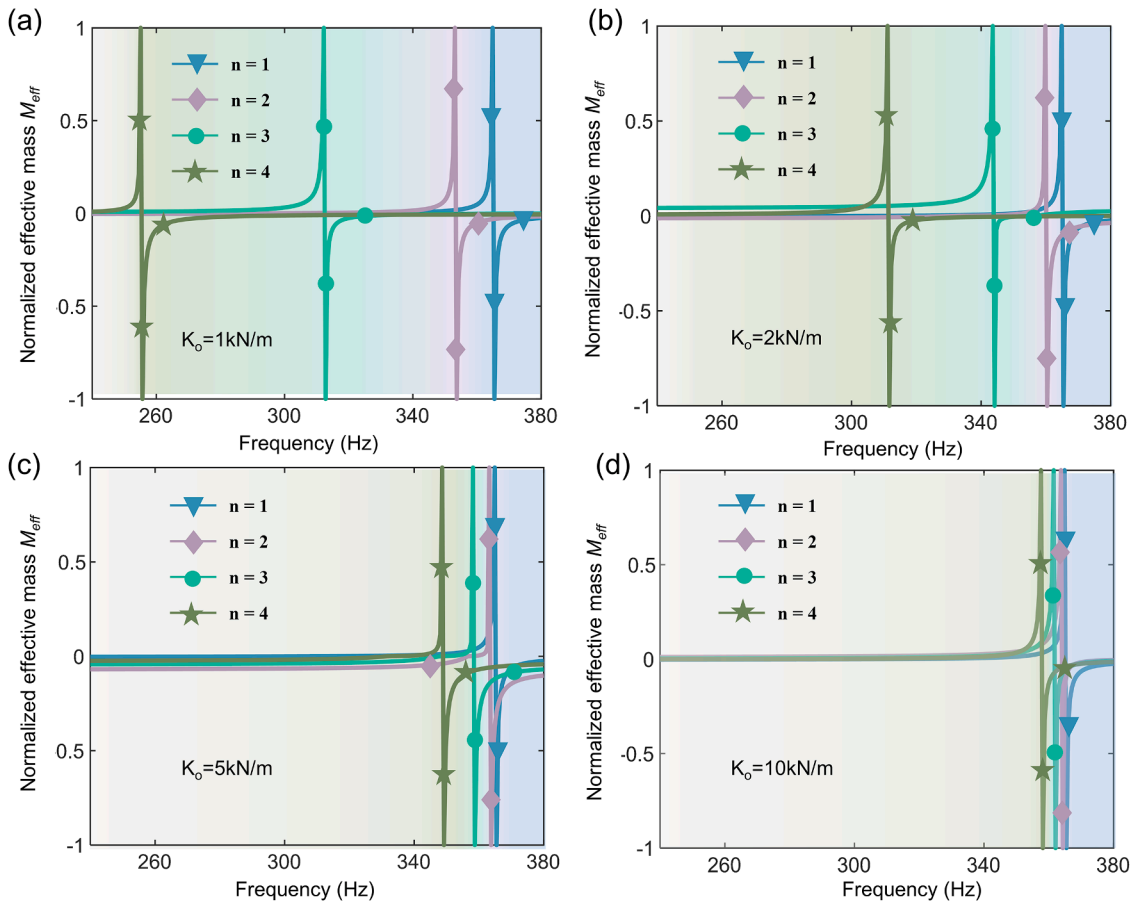 (a)
Normalized effective mass Meff
1
0.5
0
-0.5
-1
n = 1
n = 2
n = 3
n = 4
Ko=1kN/m
260
300
340
380
Frequency (Hz)
(b)
Normalized effective mass Meff
1
0.5
0
-0.5
-1
n = 1
n = 2
n = 3
n = 4
Ko=2kN/m
260
300
340
380
Frequency (Hz)
(c)
Normalized effective mass Meff
1
0.5
0
0.5
-1
n = 1
n = 2
n = 3
n = 4
Ko=5kN/m
260
300
340
380
Frequency (Hz)
(d)
Normalized effective mass Meff
1
0.5
0
-0.5
-1
n = 1
n = 2
n = 3
n = 4
Ko=10kN/m
260
300
340
380
Frequency (Hz)